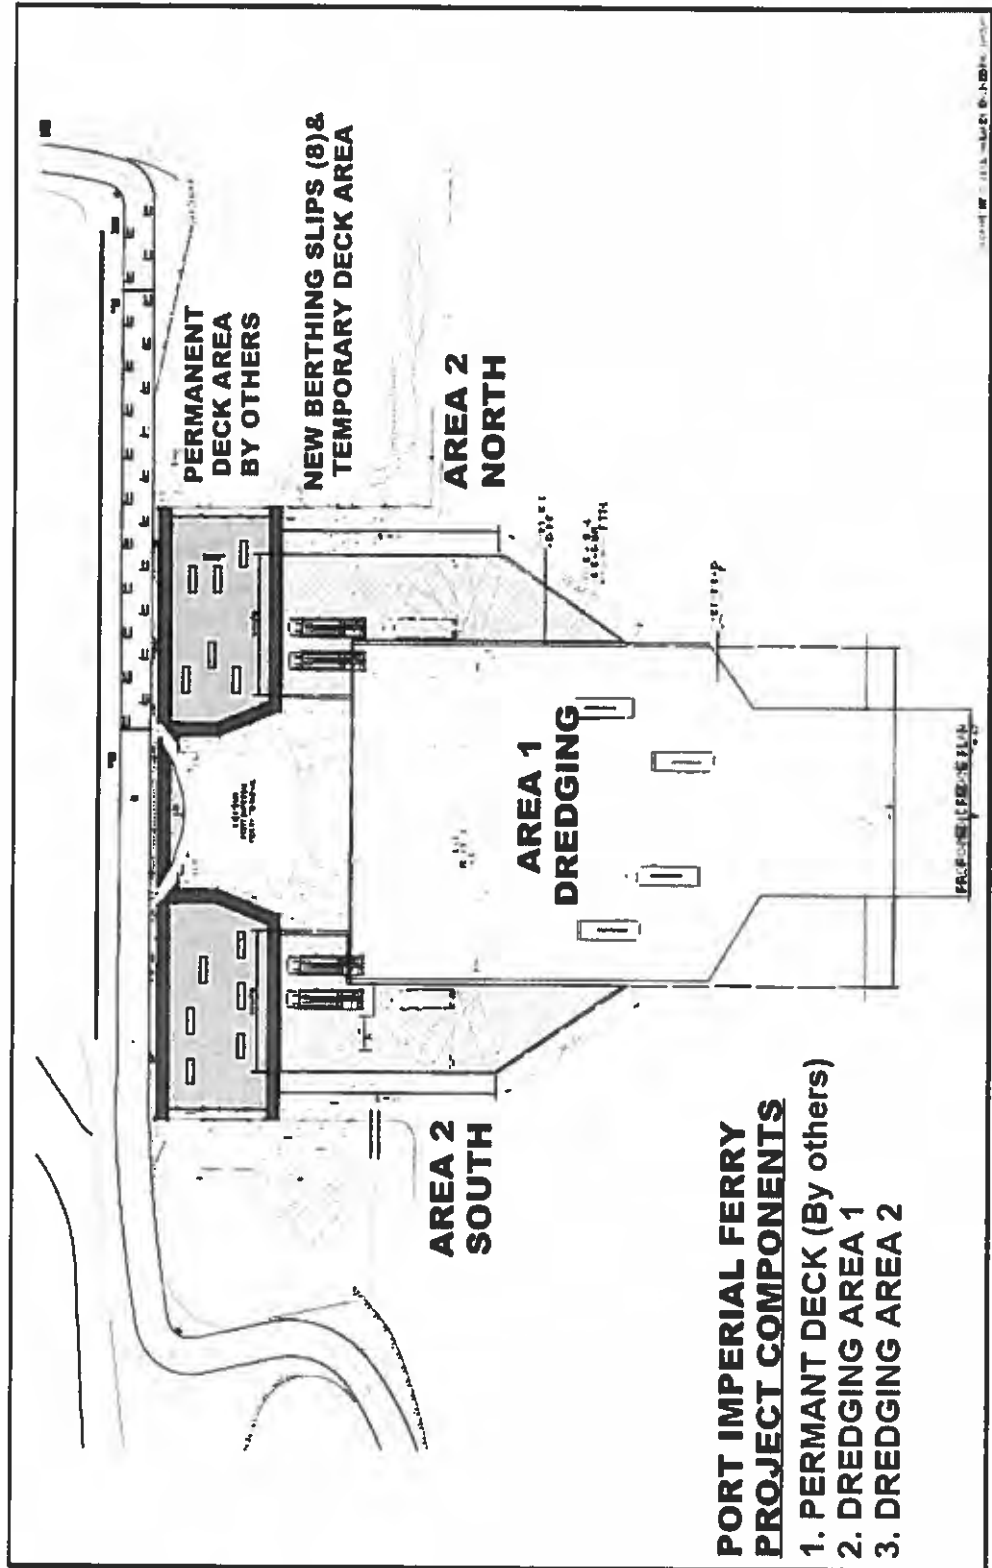 PERMANENT
DECK AREA
BY OTHERS
NEW BERTHING SLIPS (8)&
TEMPORARY DECK AREA
AREA 2
NORTH
AREA 1
DREDGING
AREA 2
SOUTH
PORT IMPERIAL FERRY
PROJECT COMPONENTS
1. PERMANT DECK (By others)
2. DREDGING AREA 1
3. DREDGING AREA 2